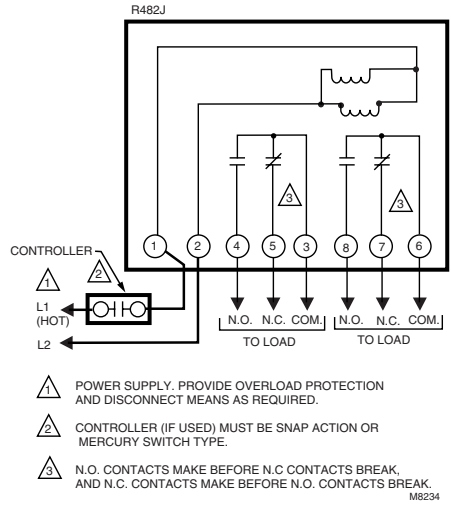 R482J
3
3
1
2
4
5
3
8
7
6
CONTROLLER
1
2
L1
(HOT)
L2
N.O. N.C. COM. N.O. N.C. COM.
TO LOAD TO LOAD
1 POWER SUPPLY. PROVIDE OVERLOAD PROTECTION
AND DISCONNECT MEANS AS REQUIRED.
2 CONTROLLER (IF USED) MUST BE SNAP ACTION OR
MERCURY SWITCH TYPE.
3 N.O. CONTACTS MAKE BEFORE N.C CONTACTS BREAK,
AND N.C. CONTACTS MAKE BEFORE N.O. CONTACTS BREAK.
M8234